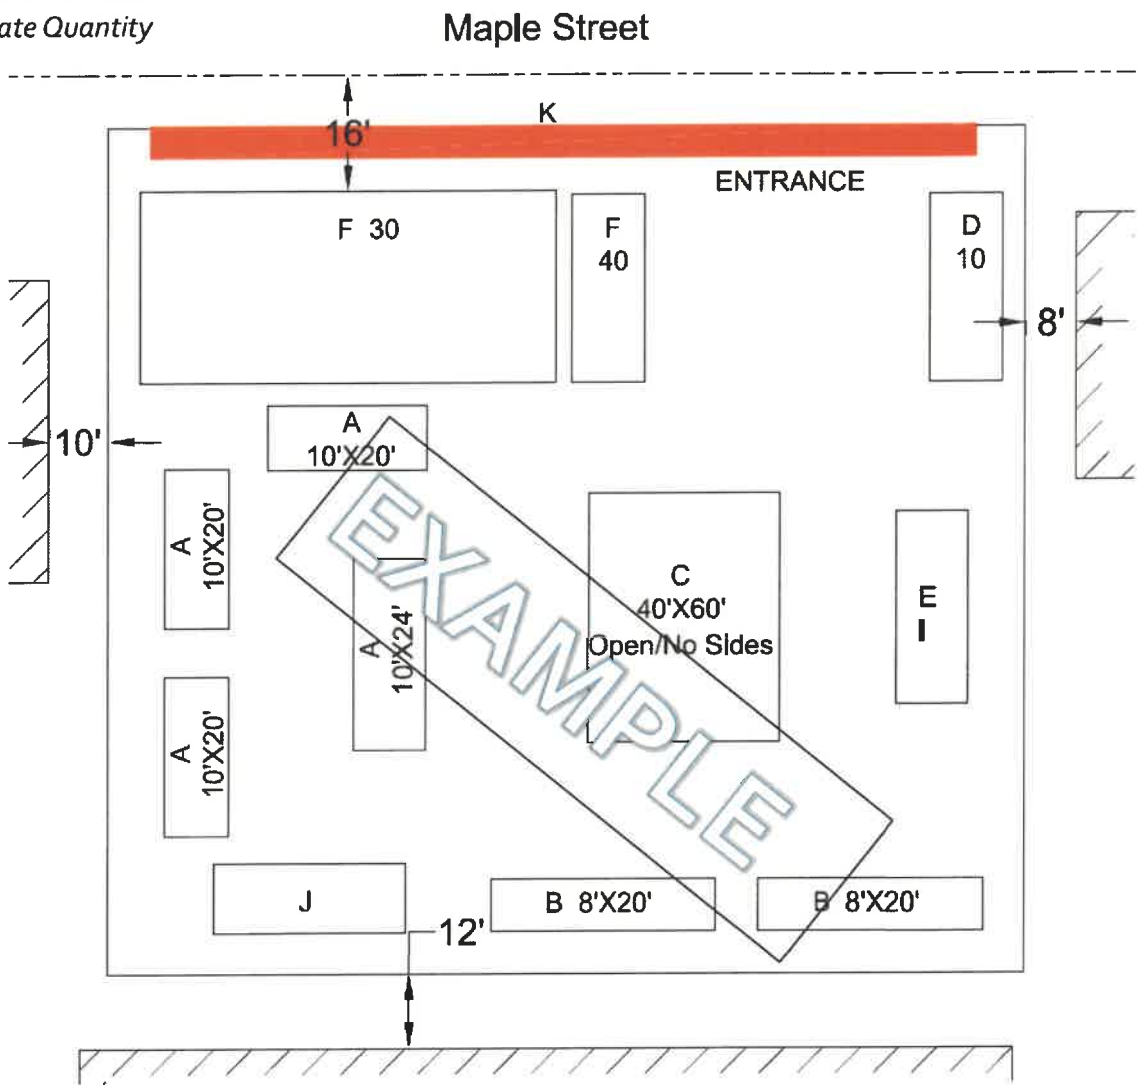 ate Quantity
Maple Street
K
16'
ENTRANCE
F 30
F
40
D
10
8'
10'
A
10'X20'
A
10'X20'
A
10'X24'
C
40'X60'
Open/No Sides
E
I
A
10'X20'
EXAMPLE
J
B 8'X20'
B 8'X20'
12'